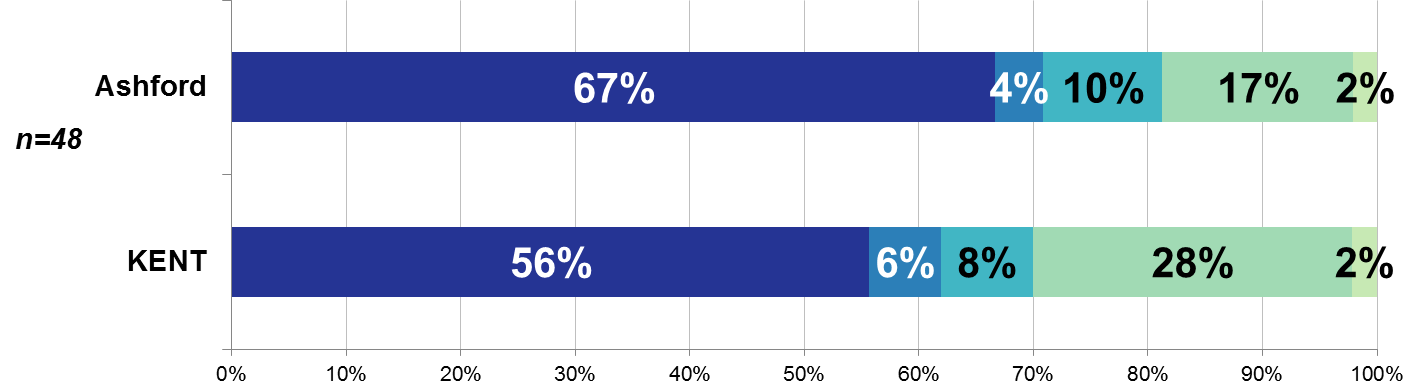 Ashford
67% 4% 10% 17% 2%
n=48
KENT
56% 6% 8% 28% 2%
0% 10% 20% 30% 40% 50% 60% 70% 80% 90% 100%